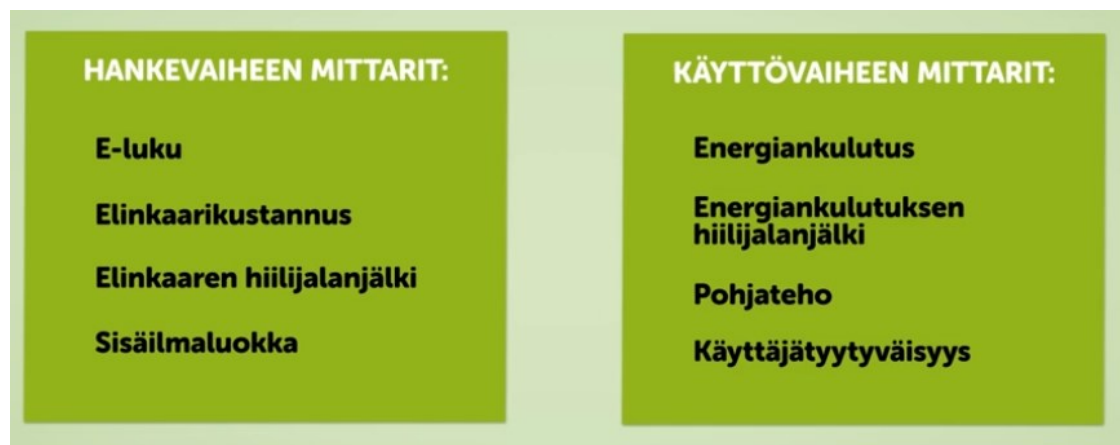 HANKEVAIHEEN MITTARIT:
E-luku
Elinkaarikustannus
Elinkaaren hiilijalanjälki
Sisäilmaluokka
KÄYTTÖVAIHEEN MITTARIT:
Energiankulutus
Energiankulutuksen
hiilijalanjälki
Pohjateho
Käyttäjätyytyväisyys